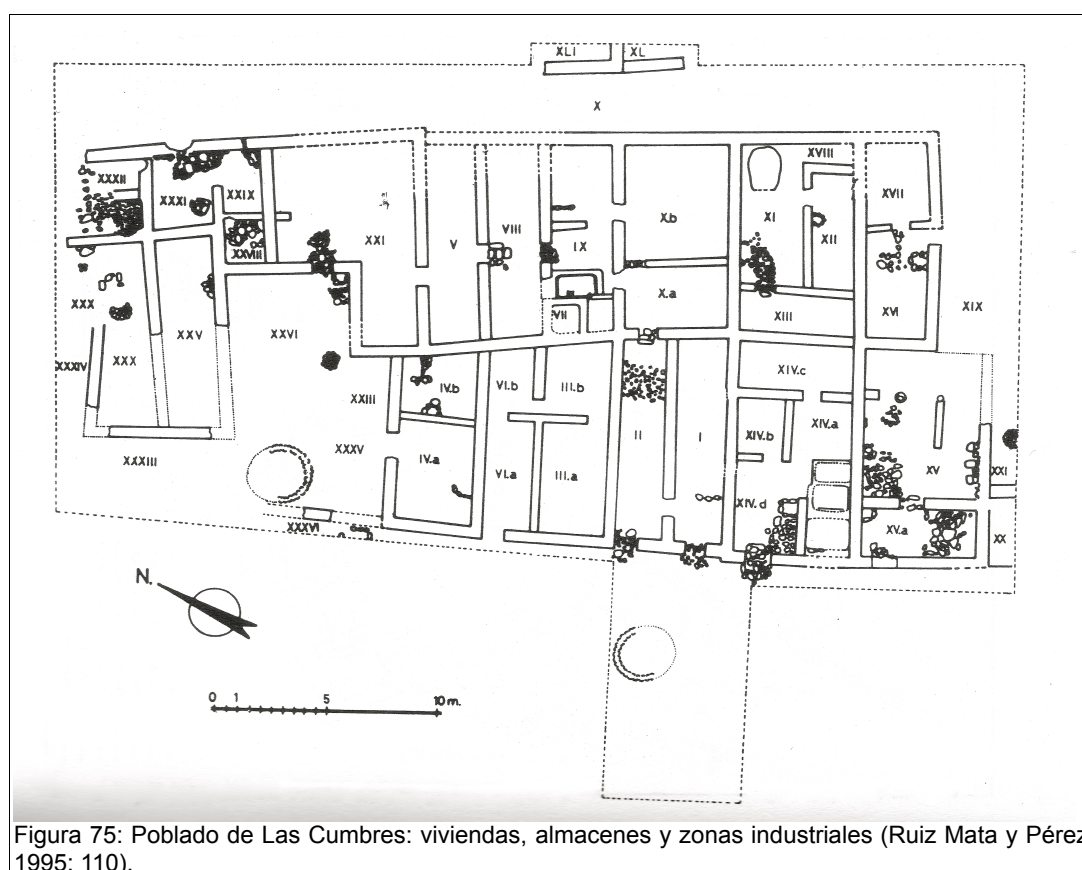 XLI XL
X
XVIII
XXXII XXXI XXIX XVII
XXI V VIII IX X.b XI XII
XXVIII
X.a
XXX XXV XXVI VII XIII XVI XIX
XXXIV XXX
XXIII IV.b VI.b III.b XIV.c
II I XIV.b XIV.a
XXXIII XXXV IV.a VI.a III.a XV XXI
XIV.d
XXXVI XV.a XX
N.
0 1 5 10 m.
Figura 75: Poblado de Las Cumbres: viviendas, almacenes y zonas industriales (Ruiz Mata y Pérez
1995: 110).